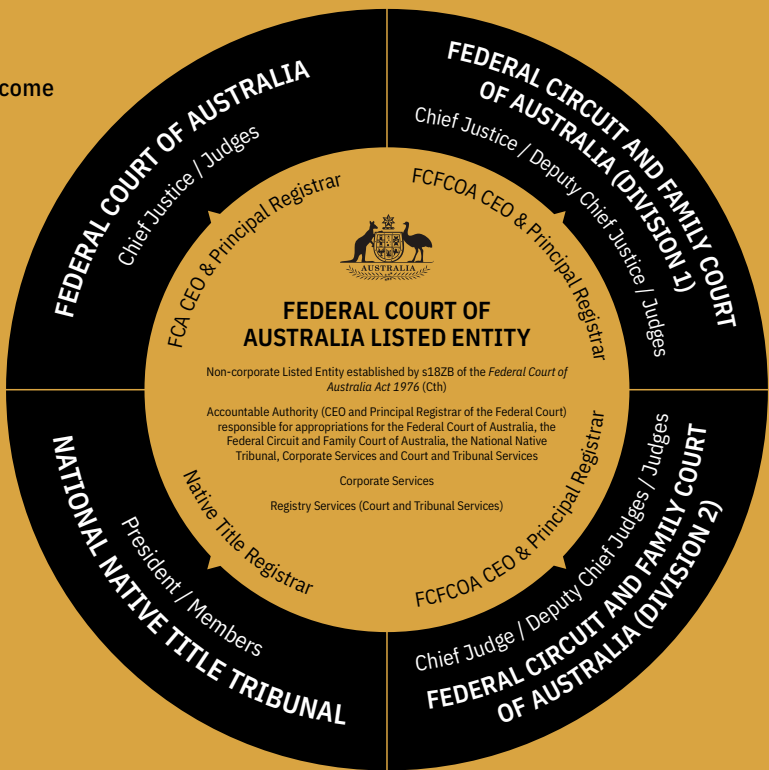 come
FEDERAL COURT OF AUSTRALIA
Chief Justice / Judges
FCA CEO & Principal Registrar
FEDERAL CIRCUIT AND FAMILY COURT
OF AUSTRALIA (DIVISION 1)
Chief Justice / Deputy Chief Justice / Judges
FCFCOA CEO & Principal Registrar
AUSTRALIA
FEDERAL COURT OF
AUSTRALIA LISTED ENTITY
Non-corporate Listed Entity established by s18ZB of the Federal Court of
Australia Act 1976 (Cth)
Accountable Authority (CEO and Principal Registrar of the Federal Court)
responsible for appropriations for the Federal Court of Australia, the
Federal Circuit and Family Court of Australia, the National Native
Tribunal, Corporate Services and Court and Tribunal Services
Corporate Services
Registry Services (Court and Tribunal Services)
Native Title Registrar
President / Members
NATIONAL NATIVE TITLE TRIBUNAL
FCFCOA CEO & Principal Registrar
Chief Judge / Deputy Chief Judges / Judges
FEDERAL CIRCUIT AND FAMILY COURT
OF AUSTRALIA (DIVISION 2)